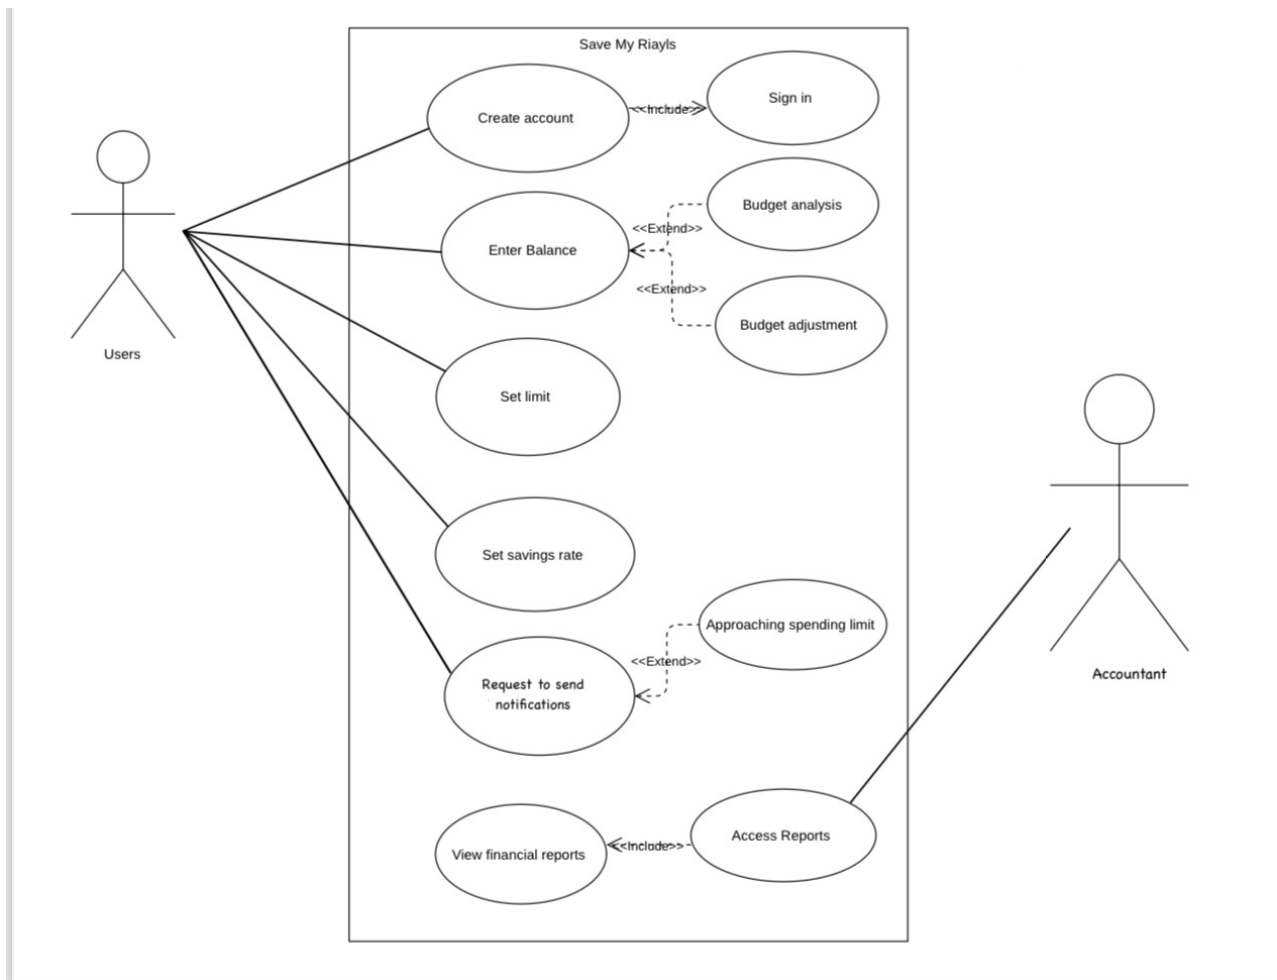 Save My Riayls
Create account
<<Include>>
Sign in
Budget analysis
<<Extend>>
Enter Balance
<<Extend>>
Budget adjustment
Users
Set limit
Set savings rate
Approaching spending limit
<<Extend>>
Request to send
notifications
Accountant
Access Reports
<<Include>>
View financial reports